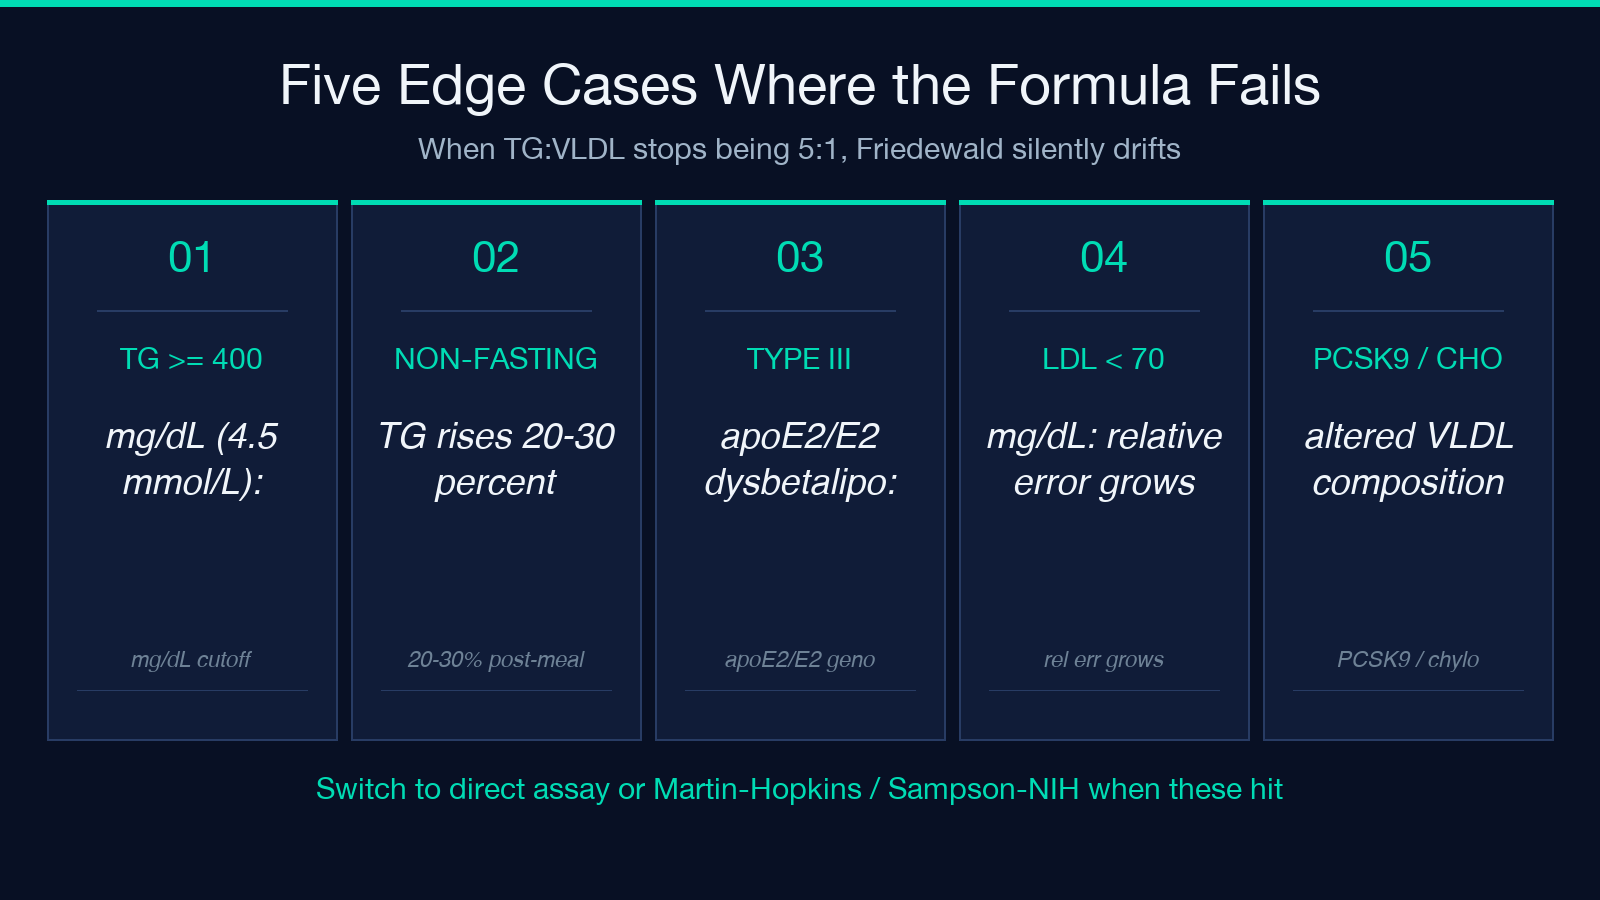 Five Edge Cases Where the Formula Fails
When TG:VLDL stops being 5:1, Friedewald silently drifts
01
TG >= 400
mg/dL (4.5
mmol/L):
mg/dL cutoff
02
NON-FASTING
TG rises 20-30
percent
20-30% post-meal
03
TYPE III
apoE2/E2
dysbetalipo:
apoE2/E2 geno
04
LDL < 70
mg/dL: relative
error grows
rel err grows
05
PCSK9 / CHO
altered VLDL
composition
PCSK9 / chylo
Switch to direct assay or Martin-Hopkins / Sampson-NIH when these hit